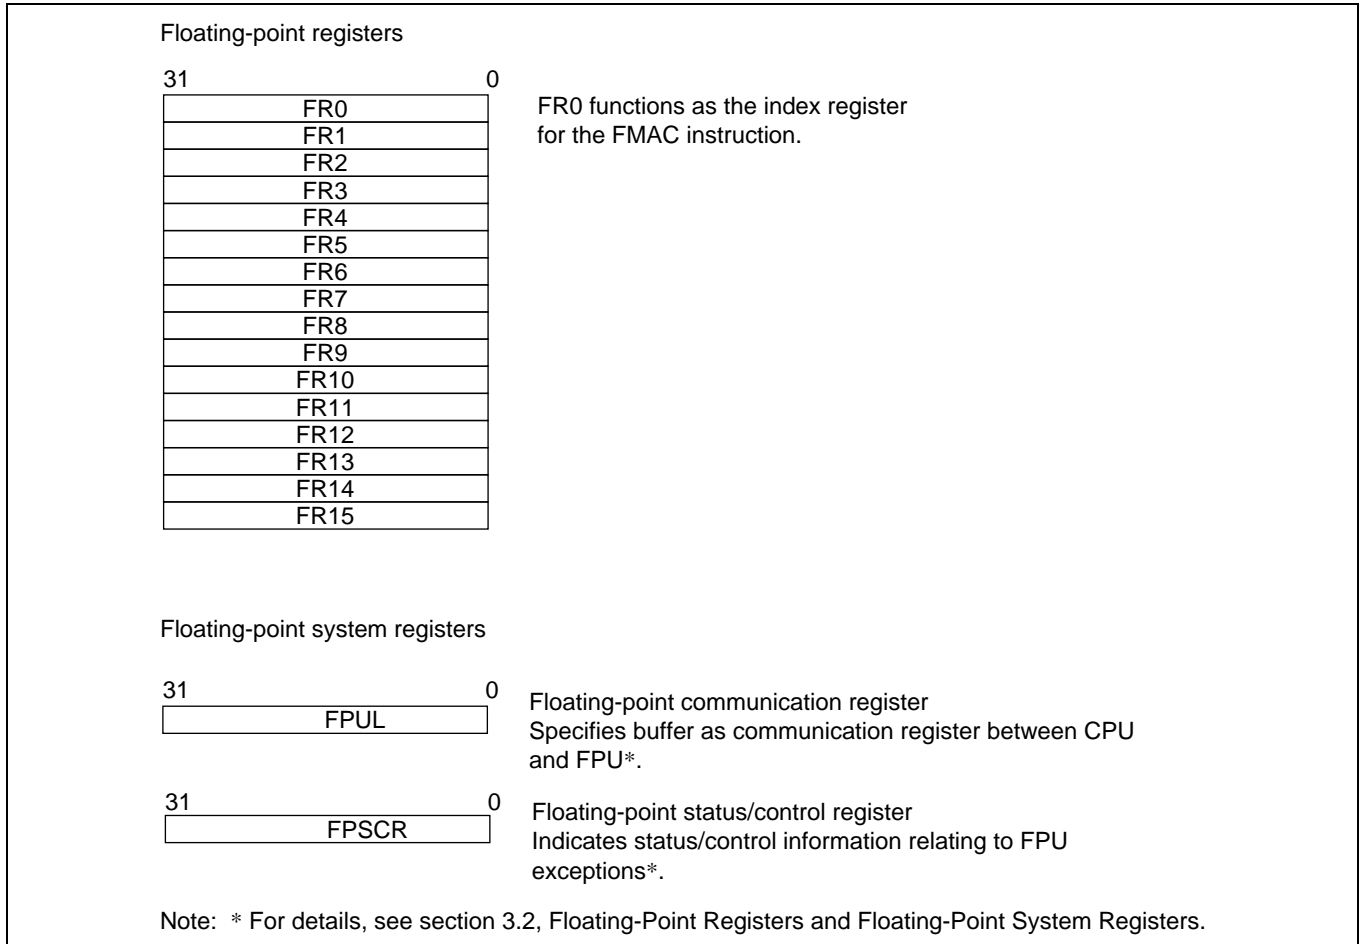 Floating-point registers
31 0
FR0
FR0 functions as the index register
for the FMAC instruction.
FR1
FR2
FR3
FR4
FR5
FR6
FR7
FR8
FR9
FR10
FR11
FR12
FR13
FR14
FR15
Floating-point system registers
31 0
FPUL
Floating-point communication register
Specifies buffer as communication register between CPU
and FPU*.
31 0
FPSCR
Floating-point status/control register
Indicates status/control information relating to FPU
exceptions*.
Note: * For details, see section 3.2, Floating-Point Registers and Floating-Point System Registers.